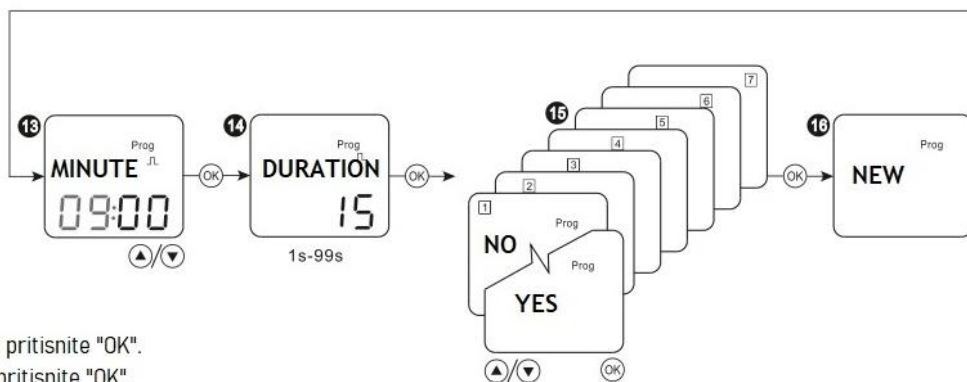 13
Prog
MINUTE
09:00
▲/▼
OK
14
Prog
DURATION
15
1s-99s
OK
15
1
2
3
4
5
6
7
Prog
NO
Prog
YES
▲/▼
OK
OK
16
Prog
NEW
pritisnite "OK".
pritisnite "OK"